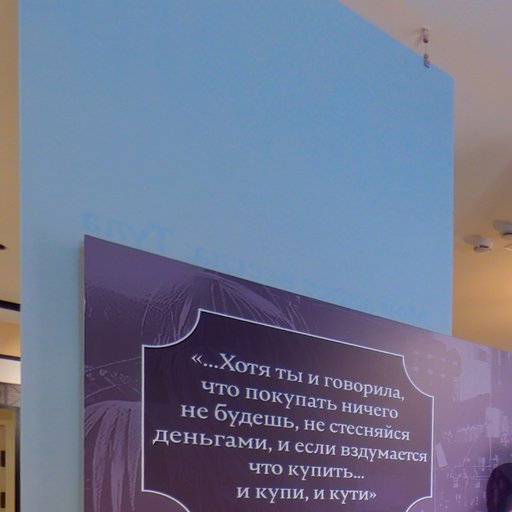 «...Хотя ты и говорила,
что покупать ничего
не будешь, не стесняйся
деньгами, и если вздумается
что купить...
и купи, и кути»